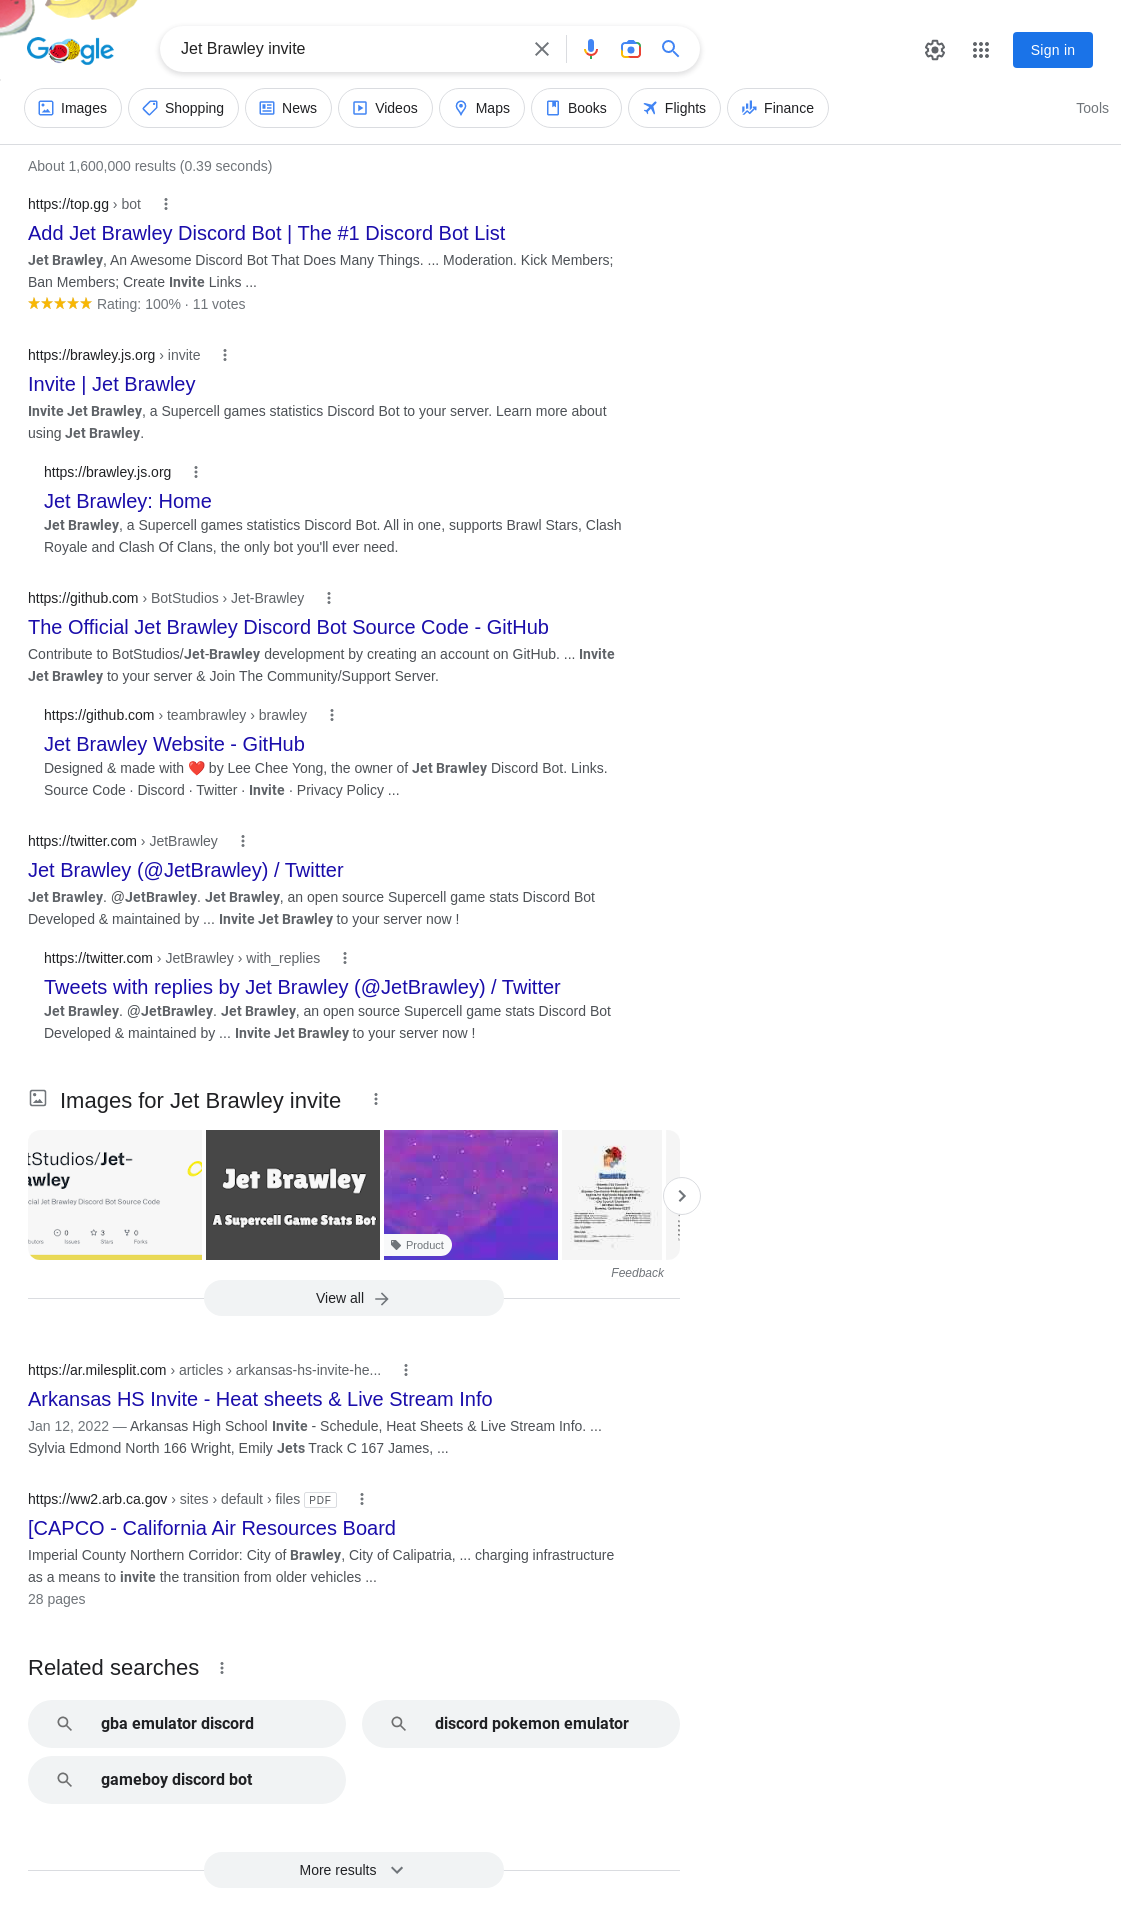 Google
Jet Brawley invite
Sign in
Images
Shopping
News
Videos
Maps
Books
Flights
Finance
Tools
About 1,600,000 results (0.39 seconds)
https://top.gg › bot
Add Jet Brawley Discord Bot | The #1 Discord Bot List
Jet Brawley, An Awesome Discord Bot That Does Many Things. ... Moderation. Kick Members;
Ban Members; Create Invite Links ...
Rating: 100% · 11 votes
https://brawley.js.org › invite
Invite | Jet Brawley
Invite Jet Brawley, a Supercell games statistics Discord Bot to your server. Learn more about
using Jet Brawley.
https://brawley.js.org
Jet Brawley: Home
Jet Brawley, a Supercell games statistics Discord Bot. All in one, supports Brawl Stars, Clash
Royale and Clash Of Clans, the only bot you'll ever need.
https://github.com › BotStudios › Jet-Brawley
The Official Jet Brawley Discord Bot Source Code - GitHub
Contribute to BotStudios/Jet-Brawley development by creating an account on GitHub. ... Invite
Jet Brawley to your server & Join The Community/Support Server.
https://github.com › teambrawley › brawley
Jet Brawley Website - GitHub
Designed & made with ❤️ by Lee Chee Yong, the owner of Jet Brawley Discord Bot. Links.
Source Code · Discord · Twitter · Invite · Privacy Policy ...
https://twitter.com › JetBrawley
Jet Brawley (@JetBrawley) / Twitter
Jet Brawley. @JetBrawley. Jet Brawley, an open source Supercell game stats Discord Bot
Developed & maintained by ... Invite Jet Brawley to your server now !
https://twitter.com › JetBrawley › with_replies
Tweets with replies by Jet Brawley (@JetBrawley) / Twitter
Jet Brawley. @JetBrawley. Jet Brawley, an open source Supercell game stats Discord Bot
Developed & maintained by ... Invite Jet Brawley to your server now !
Images for Jet Brawley invite
tStudios/Jet-
awley
cial Jet Brawley Discord Bot Source Code
0
3
0
Issues
Stars
Forks
Jet Brawley
A Supercell Game Stats Bot
Product
Feedback
View all
https://ar.milesplit.com › articles › arkansas-hs-invite-he...
Arkansas HS Invite - Heat sheets & Live Stream Info
Jan 12, 2022 — Arkansas High School Invite - Schedule, Heat Sheets & Live Stream Info. ...
Sylvia Edmond North 166 Wright, Emily Jets Track C 167 James, ...
https://ww2.arb.ca.gov › sites › default › files PDF
[CAPCO - California Air Resources Board
Imperial County Northern Corridor: City of Brawley, City of Calipatria, ... charging infrastructure
as a means to invite the transition from older vehicles ...
28 pages
Related searches
gba emulator discord
discord pokemon emulator
gameboy discord bot
More results